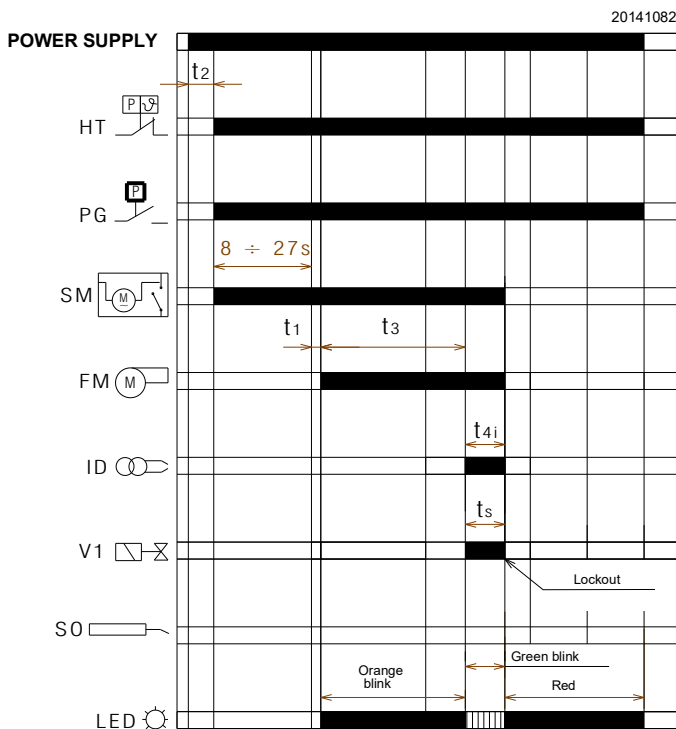 20141082
POWER SUPPLY
t2
P ϑ
HT
P
PG
8 ÷ 27s
SM M
t1 t3
FM M
t4i
ID
ts
V1
Lockout
SO
Green blink
Orange
blink
Red
LED